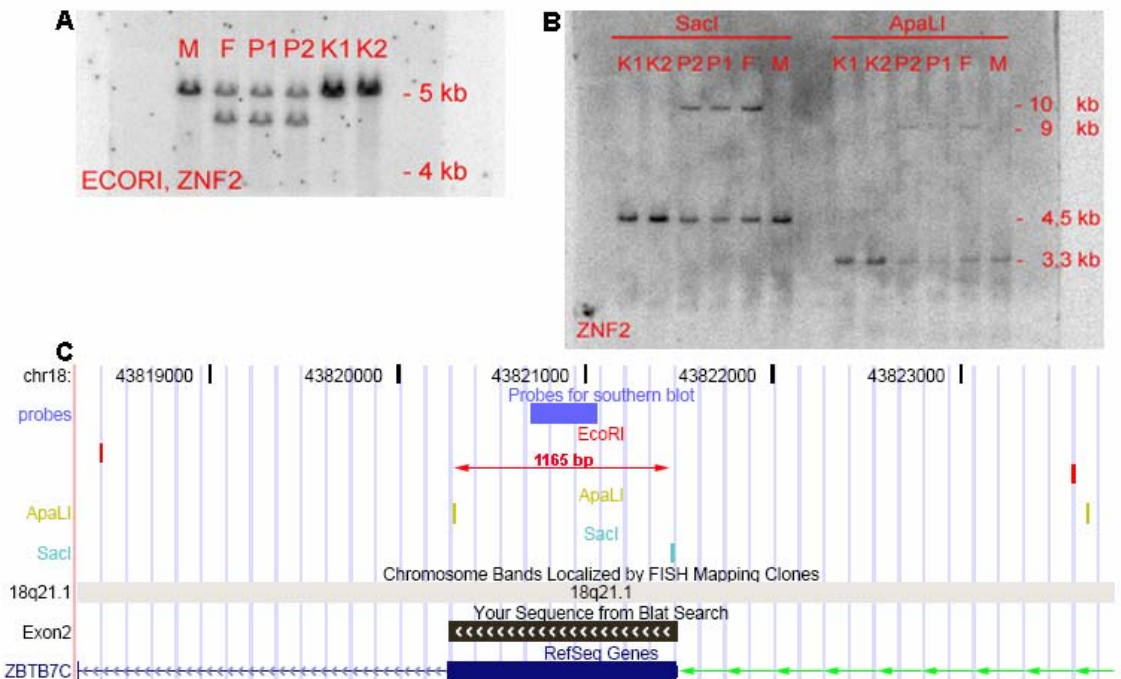 A
M F P1 P2 K1 K2
- 5 kb
- 4 kb
ECORI, ZNF2
B
SacI ApaLI
K1 K2 P2 P1 F M K1 K2 P2 P1 F M
- 10 kb
- 9 kb
- 4,5 kb
- 3,3 kb
ZNF2
C
chr18: 43819000 43820000 43821000 43822000 43823000
Probes for southern blot
probes
EcoRI
1165 bp
ApaLI
ApaLI
SacI
SacI
Chromosome Bands Localized by FISH Mapping Clones
18q21.1 18q21.1
Your Sequence from Blat Search
Exon2
RefSeq Genes
ZBTB7C